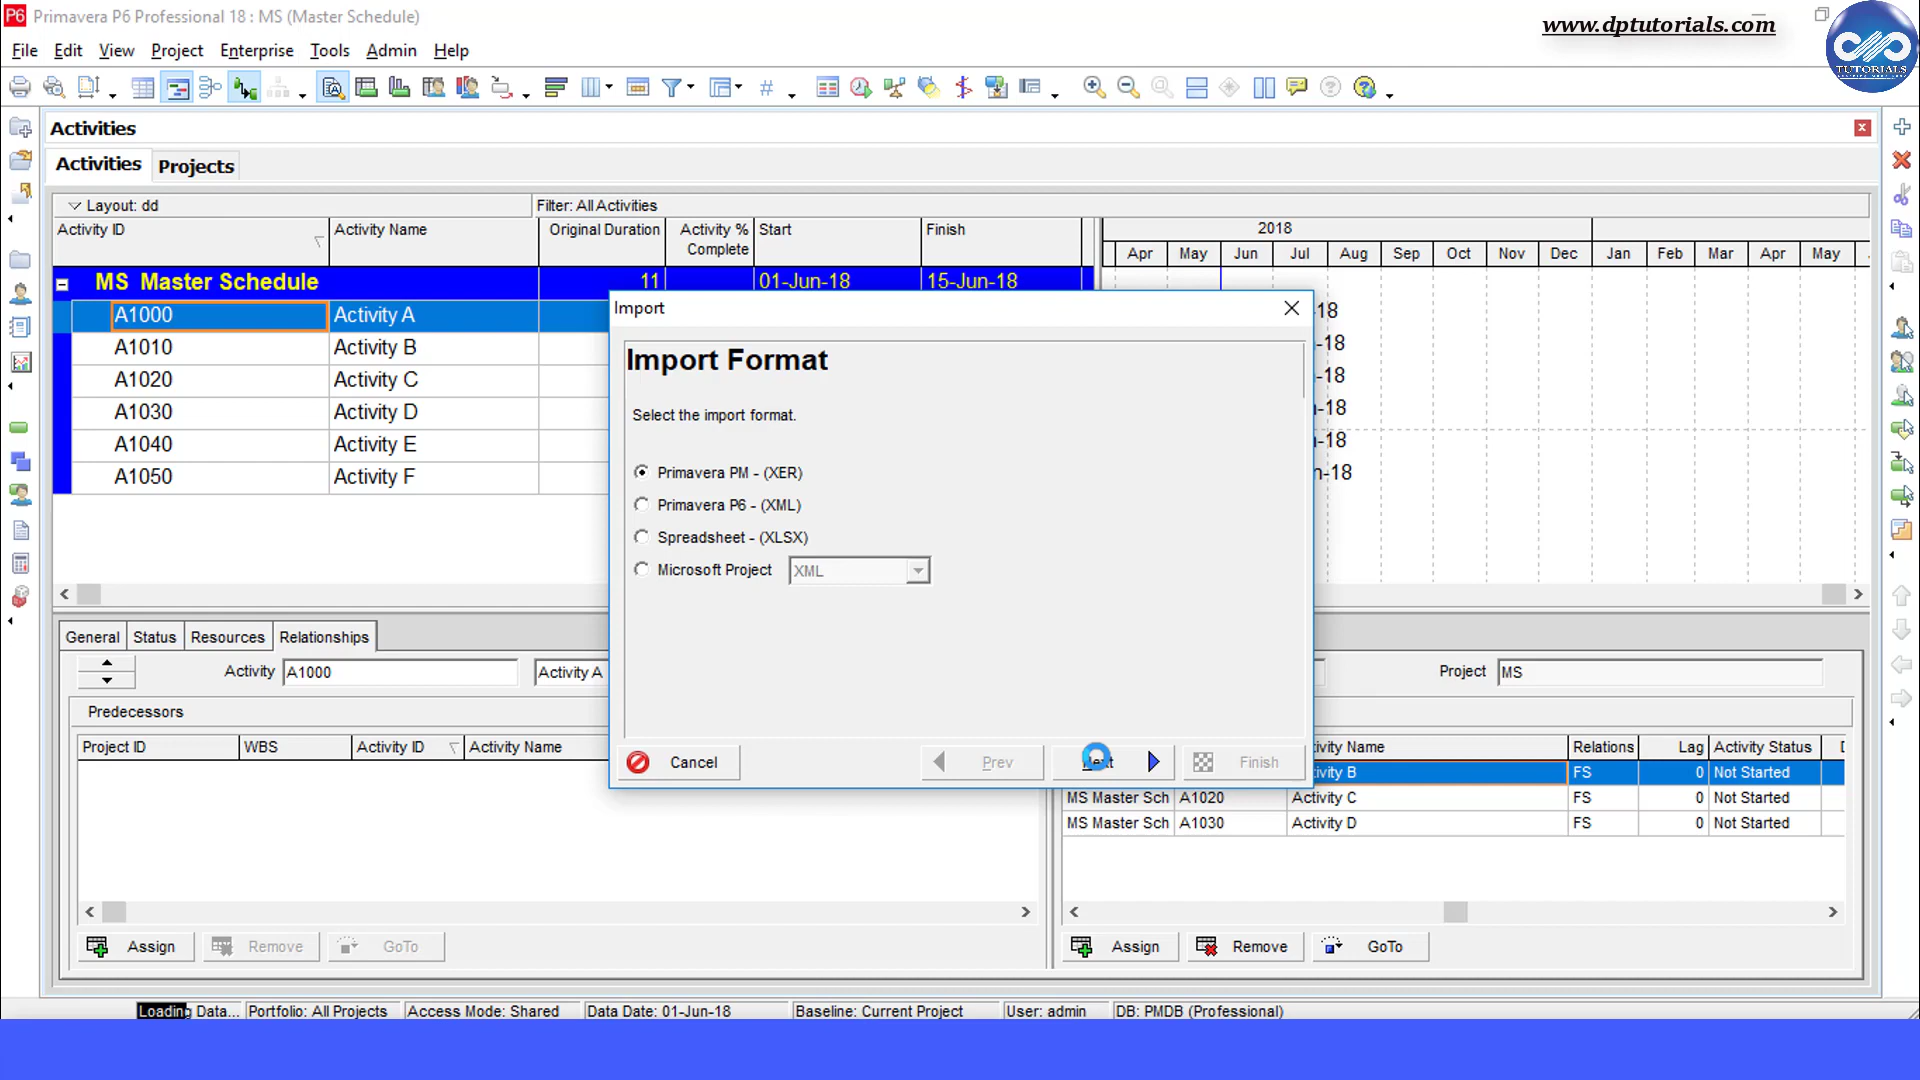 P6 Primavera P6 Professional 18 : MS (Master Schedule)
www.dptutorials.com
TUTORIALS
File Edit View Project Enterprise Tools Admin Help
Activities
Activities Projects
Layout: dd Filter: All Activities
Activity ID Activity Name Original Duration Activity % Complete Start Finish
2018
Apr May Jun Jul Aug Sep Oct Nov Dec Jan Feb Mar Apr May
MS Master Schedule 11 01-Jun-18 15-Jun-18
A1000 Activity A
A1010 Activity B
A1020 Activity C
A1030 Activity D
A1040 Activity E
A1050 Activity F
-18
-18
-18
-18
-18
-18
Import
Import Format
Select the import format.
Primavera PM - (XER)
Primavera P6 - (XML)
Spreadsheet - (XLSX)
Microsoft Project XML
Cancel Prev Next Finish
General Status Resources Relationships
Activity A1000 Activity A Project MS
Predecessors
Project ID WBS Activity ID Activity Name
ivity Name Relations Lag Activity Status
ivity B FS 0 Not Started
MS Master Sch A1020 Activity C FS 0 Not Started
MS Master Sch A1030 Activity D FS 0 Not Started
Assign Remove GoTo
Assign Remove GoTo
Loading Data... Portfolio: All Projects Access Mode: Shared Data Date: 01-Jun-18 Baseline: Current Project User: admin DB: PMDB (Professional)